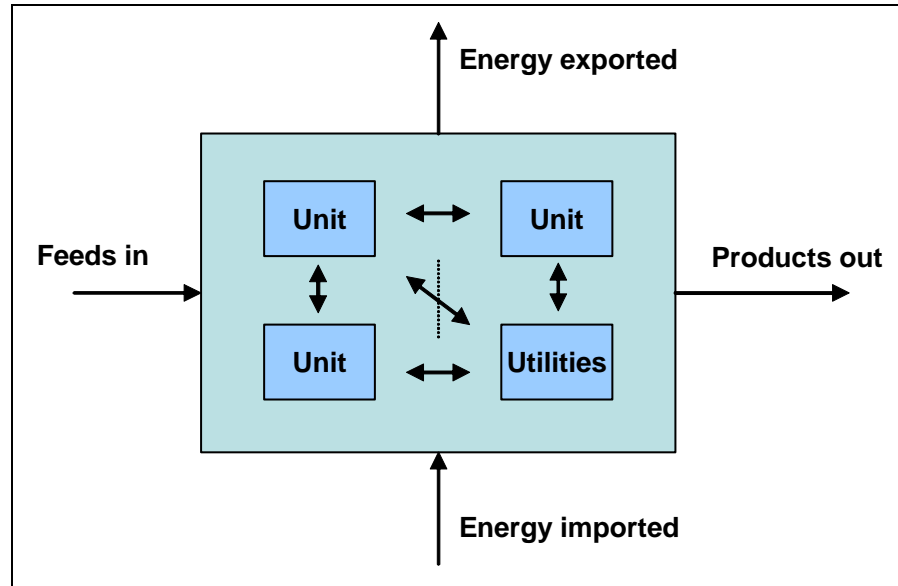 Energy exported
Unit
Unit
Feeds in
Products out
Unit
Utilities
Energy imported